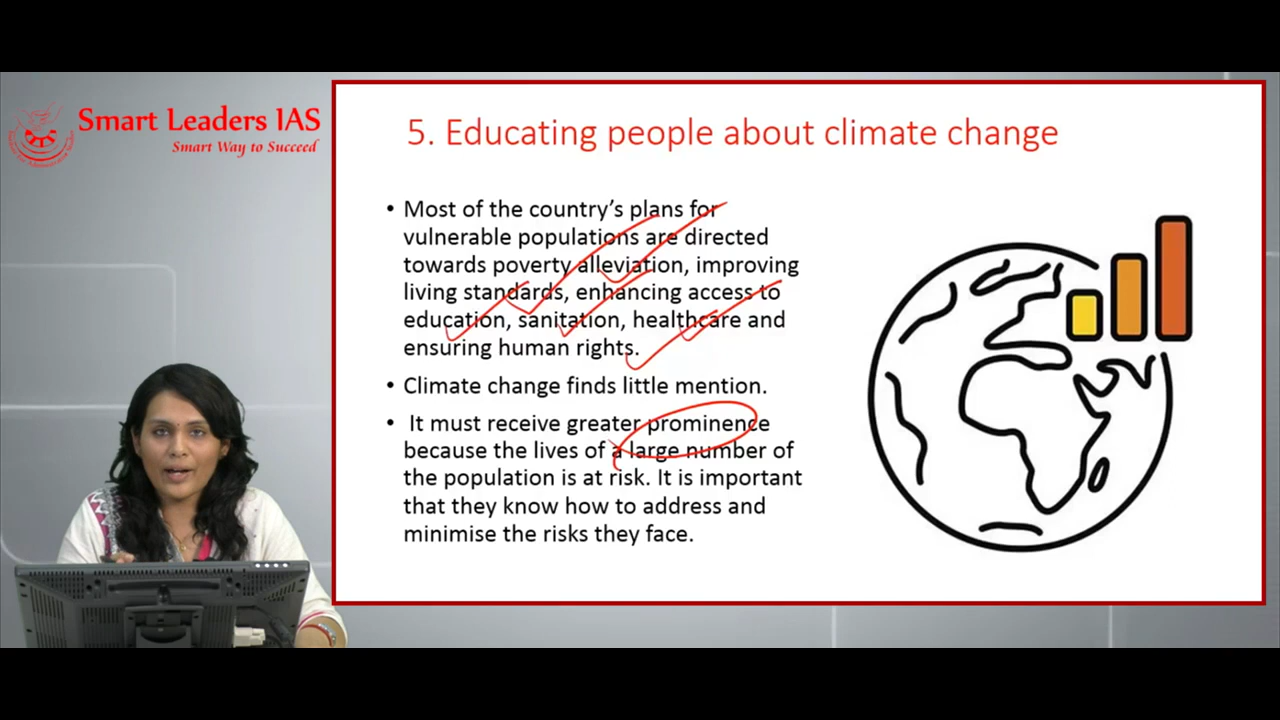 Smart Leaders IAS
Smart Way to Succeed
5. Educating people about climate change
• Most of the country's plans for
vulnerable populations are directed
towards poverty alleviation, improving
living standards, enhancing access to
education, sanitation, healthcare and
ensuring human rights.
• Climate change finds little mention.
• It must receive greater prominence
because the lives of a large number of
the population is at risk. It is important
that they know how to address and
minimise the risks they face.